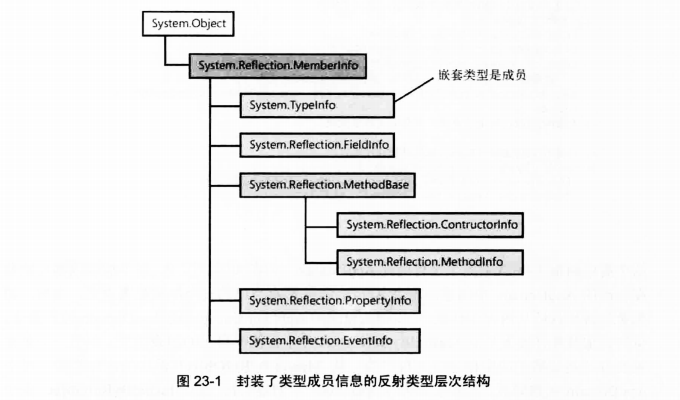 System.Object
System.Reflection.MemberInfo
嵌套类型是成员
System.TypeInfo
System.Reflection.FieldInfo
System.Reflection.MethodBase
System.Reflection.ContructorInfo
System.Reflection.MethodInfo
System.Reflection.PropertyInfo
System.Reflection.EventInfo
图 23-1 封装了类型成员信息的反射类型层次结构